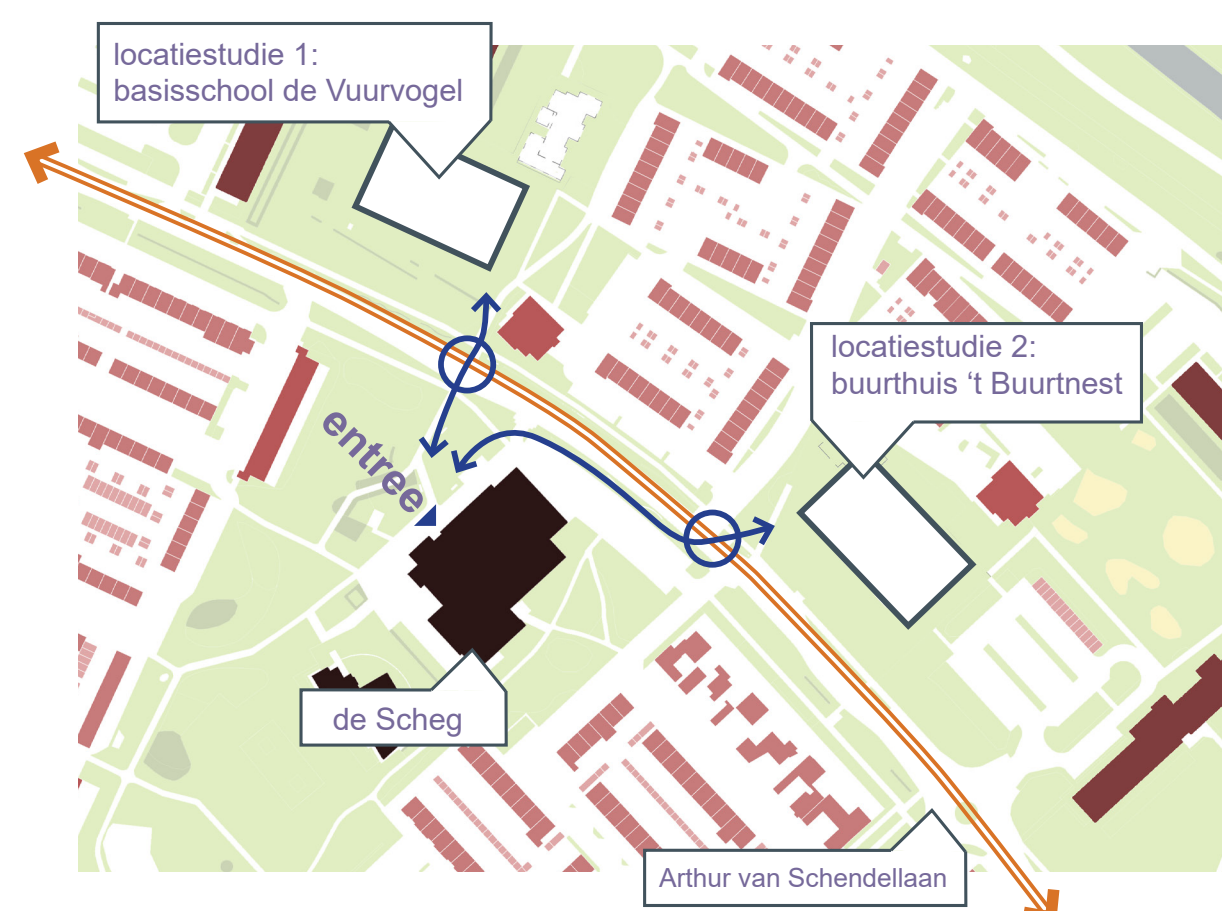 locatiestudie 1:
basisschool de Vuurvogel
locatiestudie 2:
buurthuis ‘t Buurtnest
entree
de Scheg
Arthur van Schendellaan